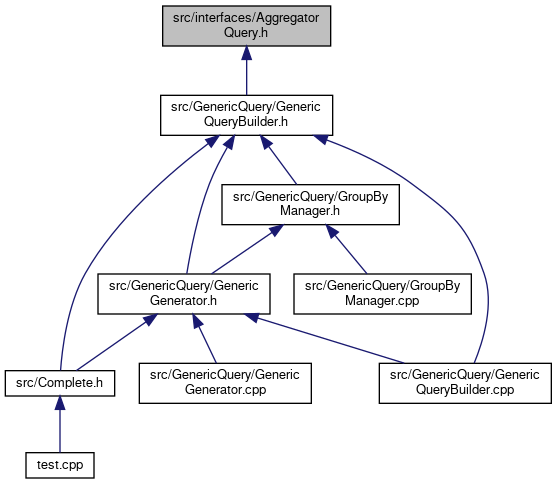 src/interfaces/Aggregator
Query.h
src/GenericQuery/Generic
QueryBuilder.h
src/GenericQuery/GroupBy
Manager.h
src/GenericQuery/Generic
Generator.h
src/GenericQuery/GroupBy
Manager.cpp
src/Complete.h
src/GenericQuery/Generic
Generator.cpp
src/GenericQuery/Generic
QueryBuilder.cpp
test.cpp